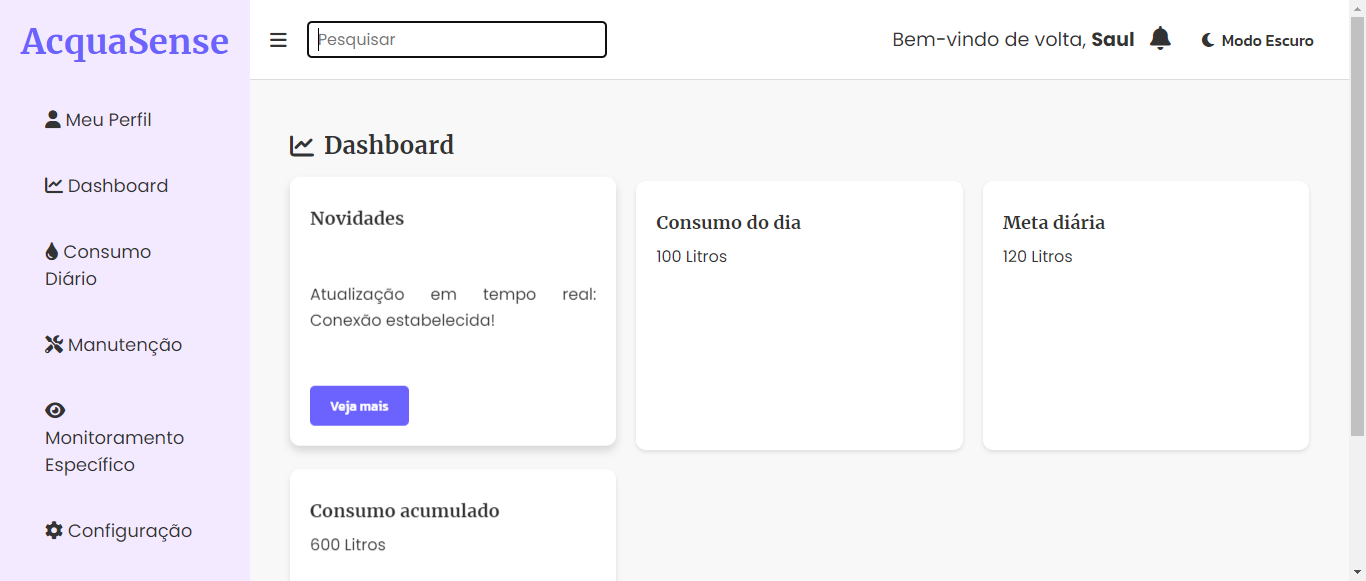 AcquaSense
Meu Perfil
Dashboard
Consumo
Diário
Manutenção
Monitoramento
Específico
Configuração
Pesquisar
Bem-vindo de volta, Saul
Modo Escuro
Dashboard
Novidades
Atualização em tempo real:
Conexão estabelecida!
Veja mais
Consumo do dia
100 Litros
Meta diária
120 Litros
Consumo acumulado
600 Litros